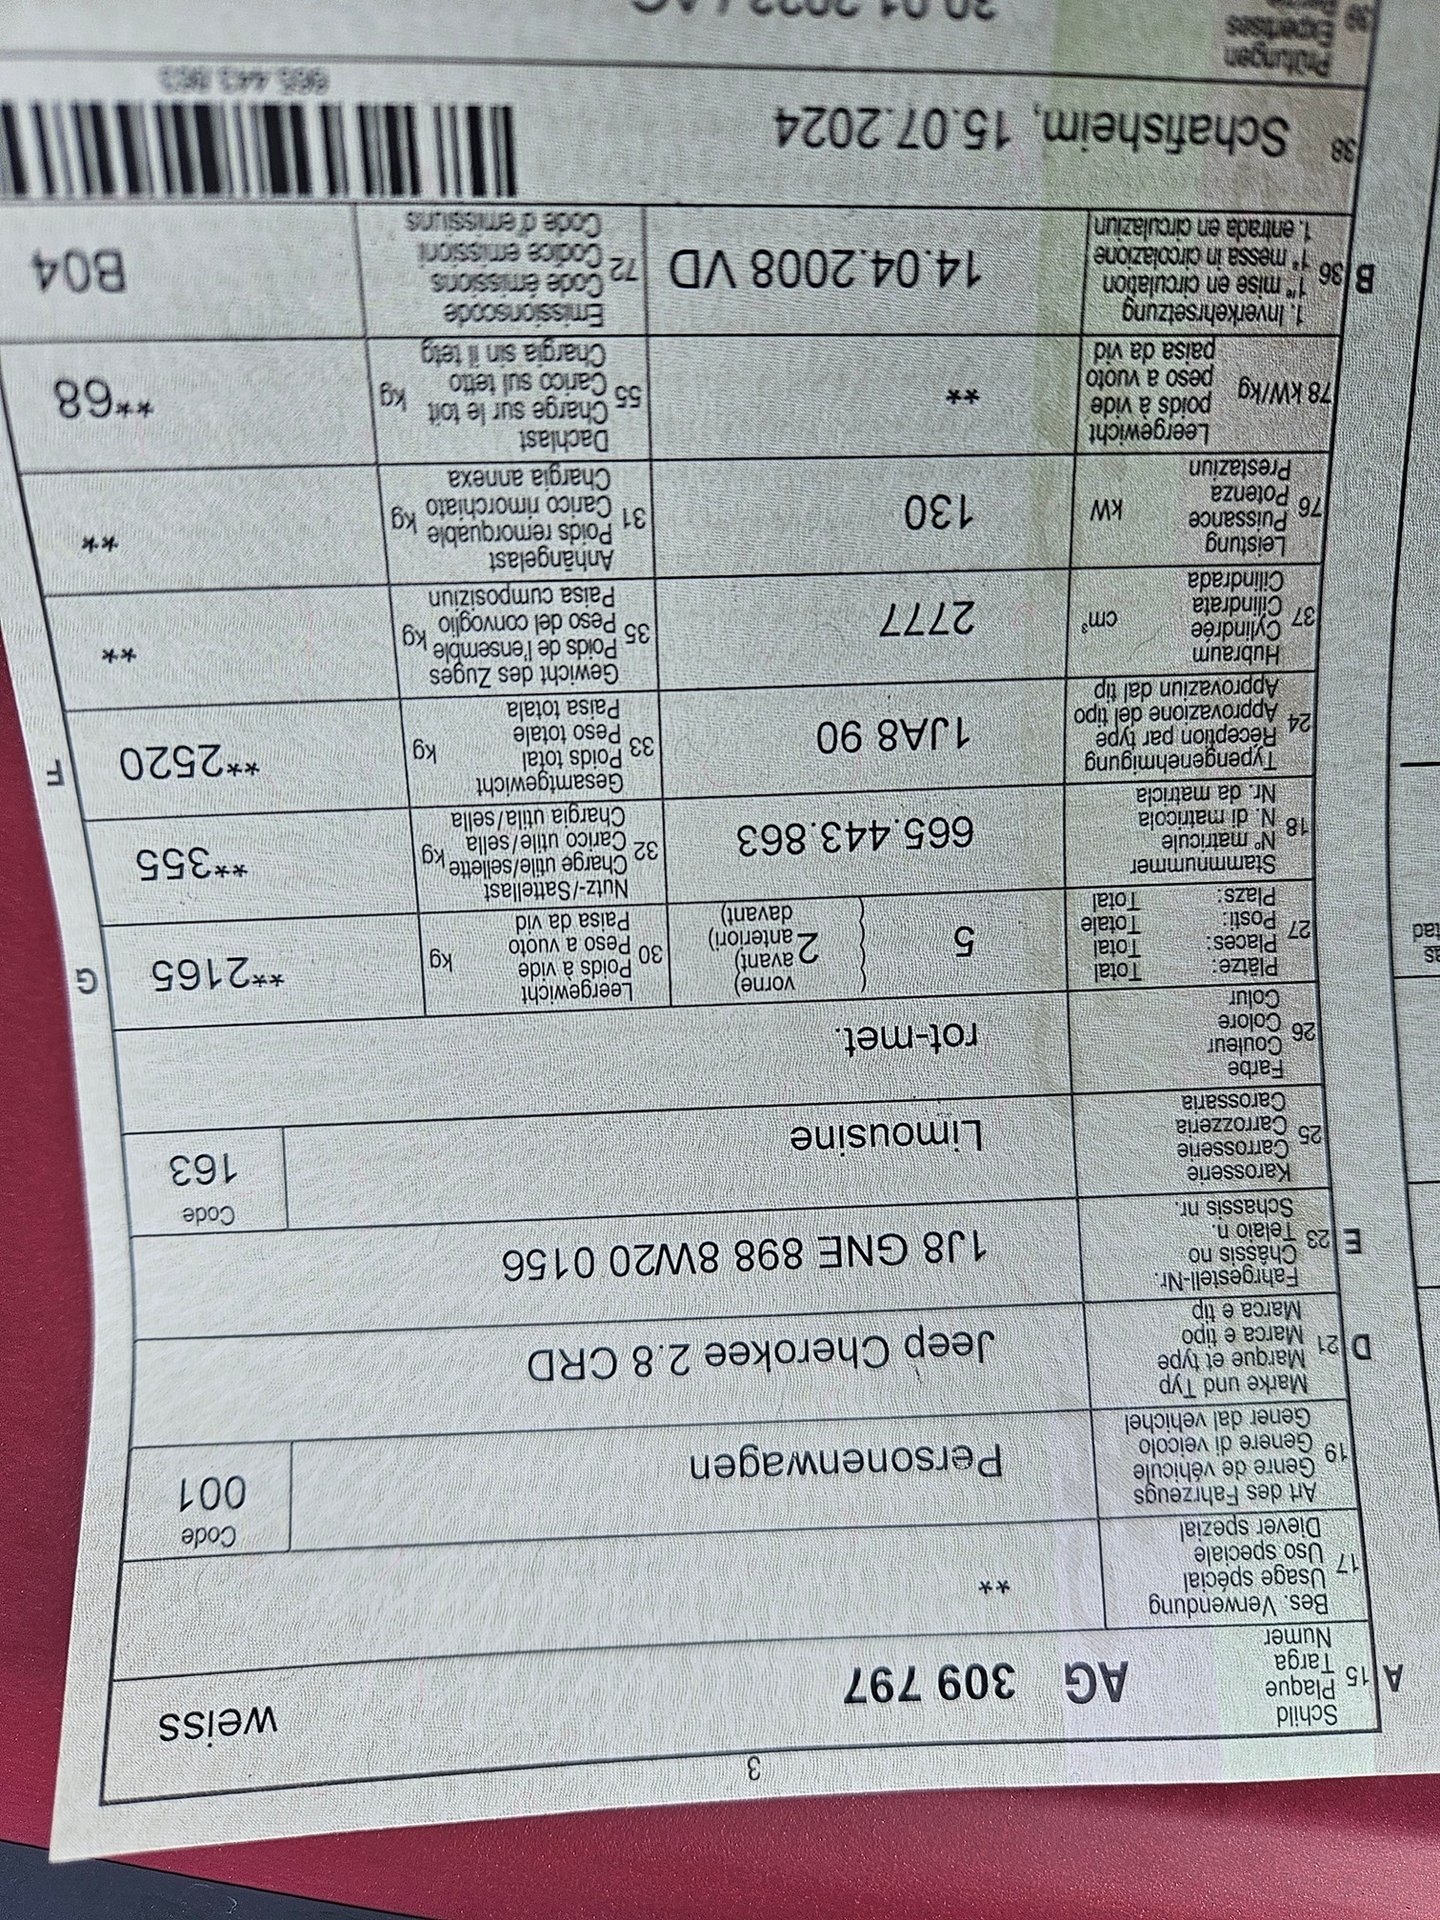 3
A 15 Schild
Plaque
Targa
Numer
AG 309 797 weiss
17 Bes. Verwendung
Usage spécial
Uso speciale
Diever spezial
**
19 Art des Fahrzeugs
Genre de véhicule
Genere di veicolo
Gener dal vehichel
Personenwagen
Code
001
D 21 Marke und Typ
Marque et type
Marca e tipo
Marca e tip
Jeep Cherokee 2.8 CRD
E 23 Fahrgestell-Nr.
Châssis no
Telaio n.
Schassis nr.
1J8 GNE 898 8W20 0156
25 Karosserie
Carrosserie
Carrozzeria
Carossaria
Limousine
Code
163
26 Farbe
Couleur
Colore
Colur
rot-met.
27 Plätze: Total
Places: Total
Posti: Totale
Plazs: Total
5
2
vorne)
avant)
anteriori)
davant)
30 Leergewicht
Poids à vide
Peso a vuoto
Paisa da vid
kg
**2165 G
18 Stammnummer
N° matricule
N. di matricola
Nr. da matricla
665.443.863
32 Nutz-/Sattellast
Charge utile/sellette
Carico utile/sella
Chargia utila/sella
kg
**355
24 Typengenehmigung
Réception par type
Approvazione del tipo
Approvaziun dal tip
1JA8 90
33 Gesamtgewicht
Poids total
Peso totale
Paisa totala
kg
**2520 F
37 Hubraum
Cylindrée
Cilindrata
Cilindrada
cm³
2777
35 Gewicht des Zuges
Poids de l'ensemble
Peso del convoglio
Paisa cumposiziun
kg
**
76 Leistung
Puissance
Potenza
Prestaziun
kW
130
31 Anhängelast
Poids remorquable
Carico rimorchiato
Chargia annexa
kg
**
78 kW/kg Leergewicht
poids à vide
peso a vuoto
paisa da vid
**
55 Dachlast
Charge sur le toit
Carico sul tetto
Chargia sin il tetg
kg
**68
B 36 1. Inverkehrsetzung
1re mise en circulation
1a messa in circolazione
1. entrada en circulaziun
14.04.2008 VD
72 Emissionscode
Code émissions
Codice emissioni
Code d'emissiuns
B04
38 Schafisheim, 15.07.2024
665.443.863
39 Prüfungen
Expertises